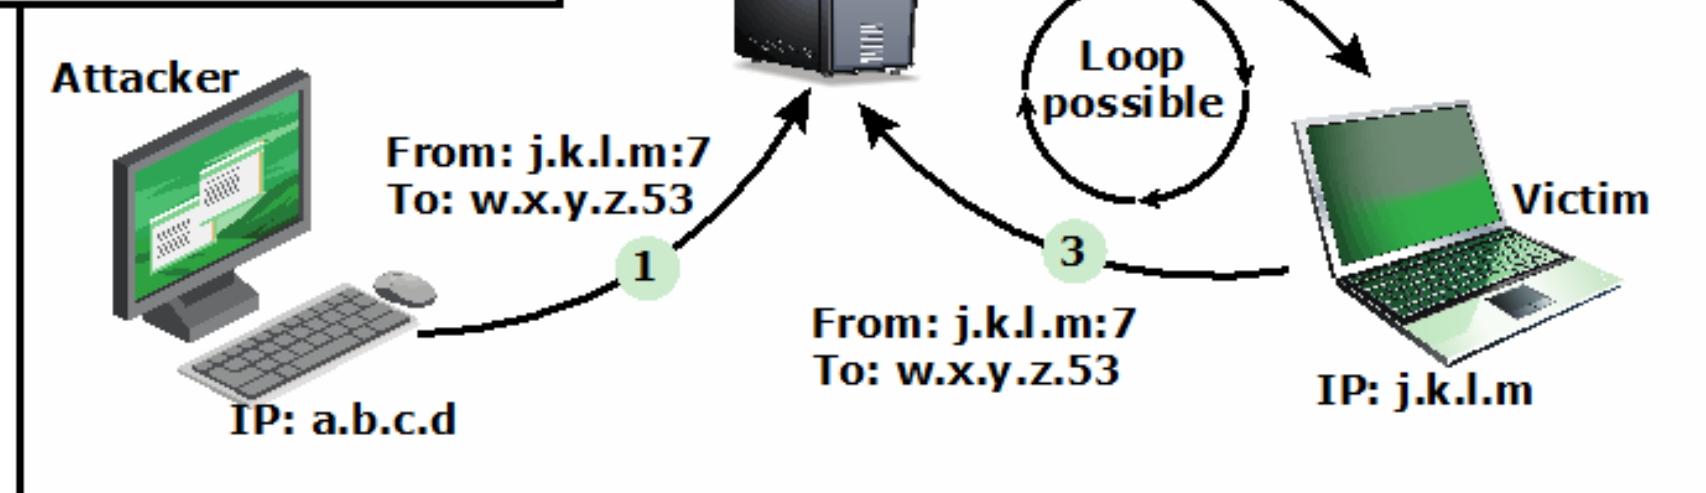 Attacker
From: j.k.l.m:7
To: w.x.y.z.53
1
IP: a.b.c.d
Loop
possible
3
From: j.k.l.m:7
To: w.x.y.z.53
Victim
IP: j.k.l.m